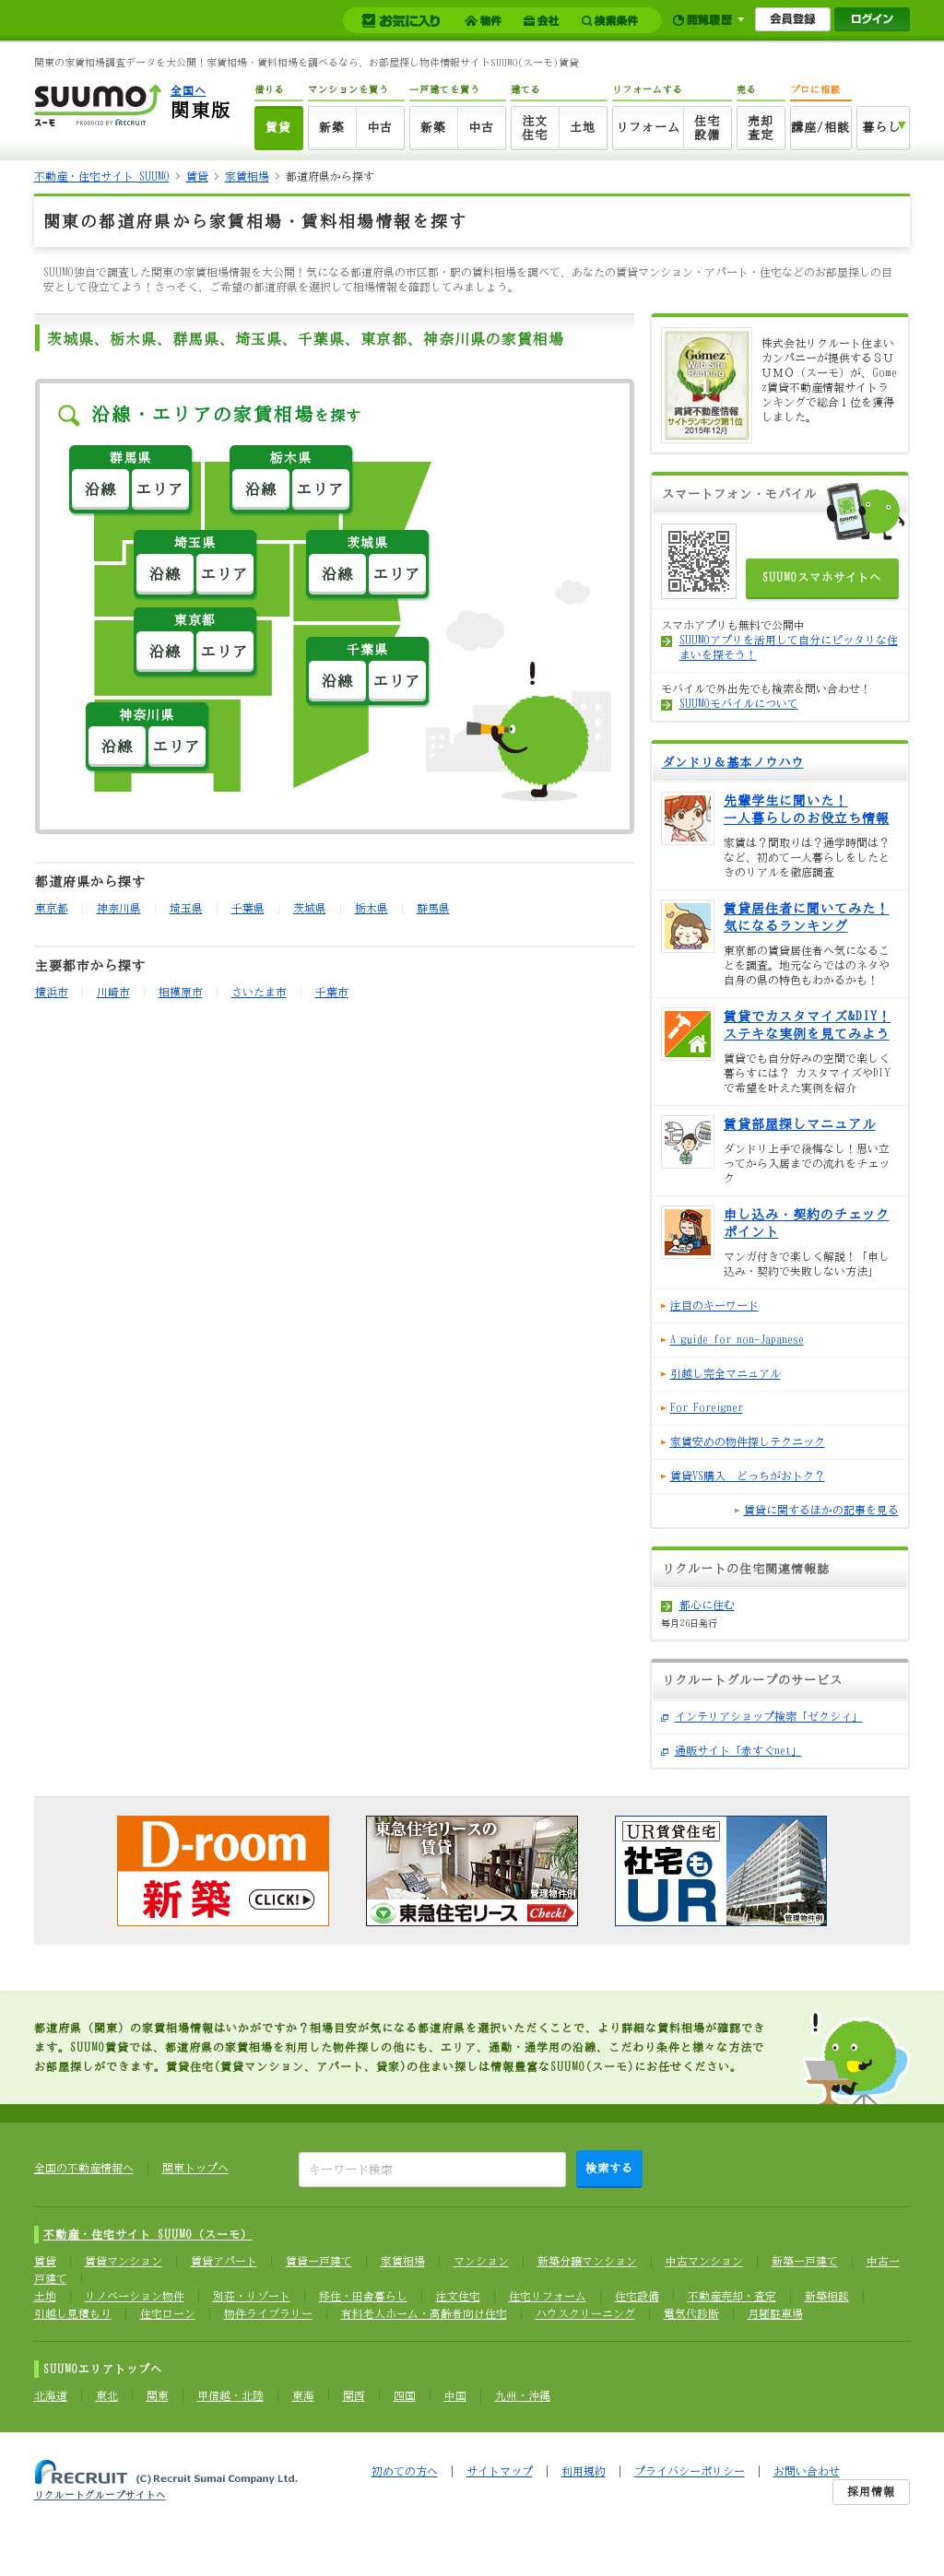 お気に入り 物件 会社 検索条件 閲覧履歴 会員登録 ログイン
関東の家賃相場調査データを大公開！家賃相場・賃料相場を調べるなら、お部屋探し物件情報サイトSUUMO(スーモ)賃貸
suumo
スーモ PRODUCED BY RECRUIT
全国へ
関東版
借りる マンションを買う 一戸建てを買う 建てる リフォームする 売る プロに相談
賃貸 新築 中古 新築 中古 注文住宅 土地 リフォーム 住宅設備 売却査定 講座/相談 暮らし
不動産・住宅サイト SUUMO > 賃貸 > 家賃相場 > 都道府県から探す
関東の都道府県から家賃相場・賃料相場情報を探す
SUUMO独自で調査した関東の家賃相場情報を大公開！気になる都道府県の市区郡・駅の賃料相場を調べて、あなたの賃貸マンション・アパート・住宅などのお部屋探しの目
安として役立てよう！さっそく、ご希望の都道府県を選択して相場情報を確認してみましょう。
茨城県、栃木県、群馬県、埼玉県、千葉県、東京都、神奈川県の家賃相場
沿線・エリアの家賃相場を探す
群馬県
沿線 エリア
栃木県
沿線 エリア
埼玉県
沿線 エリア
茨城県
沿線 エリア
東京都
沿線 エリア
千葉県
沿線 エリア
神奈川県
沿線 エリア
都道府県から探す
東京都 神奈川県 埼玉県 千葉県 茨城県 栃木県 群馬県
主要都市から探す
横浜市 川崎市 相模原市 さいたま市 千葉市
Gomez
Web Site
Ranking
1
賃貸不動産情報
サイトランキング第1位
2015年12月
株式会社リクルート住まい
カンパニーが提供するＳＵ
ＵＭＯ（スーモ）が、Gome
z賃貸不動産情報サイトラ
ンキングで総合１位を獲得
しました。
スマートフォン・モバイル
SUUMOスマホサイトへ
スマホアプリも無料で公開中
SUUMOアプリを活用して自分にピッタリな住
まいを探そう！
モバイルで外出先でも検索＆問い合わせ！
SUUMOモバイルについて
ダンドリ＆基本ノウハウ
先輩学生に聞いた！
一人暮らしのお役立ち情報
家賃は？間取りは？通学時間は？
など、初めて一人暮らしをしたと
きのリアルを徹底調査
賃貸居住者に聞いてみた！
気になるランキング
東京都の賃貸居住者へ気になるこ
とを調査。地元ならではのネタや
自身の県の特色もわかるかも！
賃貸でカスタマイズ&DIY！
ステキな実例を見てみよう
賃貸でも自分好みの空間で楽しく
暮らすには？ カスタマイズやDIY
で希望を叶えた実例を紹介
賃貸部屋探しマニュアル
ダンドリ上手で後悔なし！思い立
ってから入居までの流れをチェッ
ク
申し込み・契約のチェック
ポイント
マンガ付きで楽しく解説！「申し
込み・契約で失敗しない方法」
注目のキーワード
A guide for non-Japanese
引越し完全マニュアル
For Foreigner
家賃安めの物件探しテクニック
賃貸VS購入　どっちがおトク？
賃貸に関するほかの記事を見る
リクルートの住宅関連情報誌
都心に住む
毎月26日発行
リクルートグループのサービス
インテリアショップ検索「ゼクシィ」
通販サイト「赤すぐnet」
D-room
新築
CLICK!
東急住宅リースの
賃貸
管理物件例
東急住宅リース Check!
UR賃貸住宅
社宅も
UR
管理物件例
都道府県（関東）の家賃相場情報はいかがですか？相場目安が気になる都道府県を選択いただくことで、より詳細な賃料相場が確認でき
ます。SUUMO賃貸では、都道府県の家賃相場を利用した物件探しの他にも、エリア、通勤・通学用の沿線、こだわり条件と様々な方法で
お部屋探しができます。賃貸住宅(賃貸マンション、アパート、貸家)の住まい探しは情報豊富なSUUMO(スーモ)にお任せください。
全国の不動産情報へ 関東トップへ キーワード検索 検索する
不動産・住宅サイト SUUMO（スーモ）
賃貸 賃貸マンション 賃貸アパート 賃貸一戸建て 家賃相場 マンション 新築分譲マンション 中古マンション 新築一戸建て 中古一
戸建て
土地 リノベーション物件 別荘・リゾート 移住・田舎暮らし 注文住宅 住宅リフォーム 住宅設備 不動産売却・査定 新築相談
引越し見積もり 住宅ローン 物件ライブラリー 有料老人ホーム・高齢者向け住宅 ハウスクリーニング 電気代診断 月極駐車場
SUUMOエリアトップへ
北海道 東北 関東 甲信越・北陸 東海 関西 四国 中国 九州・沖縄
RECRUIT (C) Recruit Sumai Company Ltd.
リクルートグループサイトへ
初めての方へ | サイトマップ | 利用規約 | プライバシーポリシー | お問い合わせ
採用情報